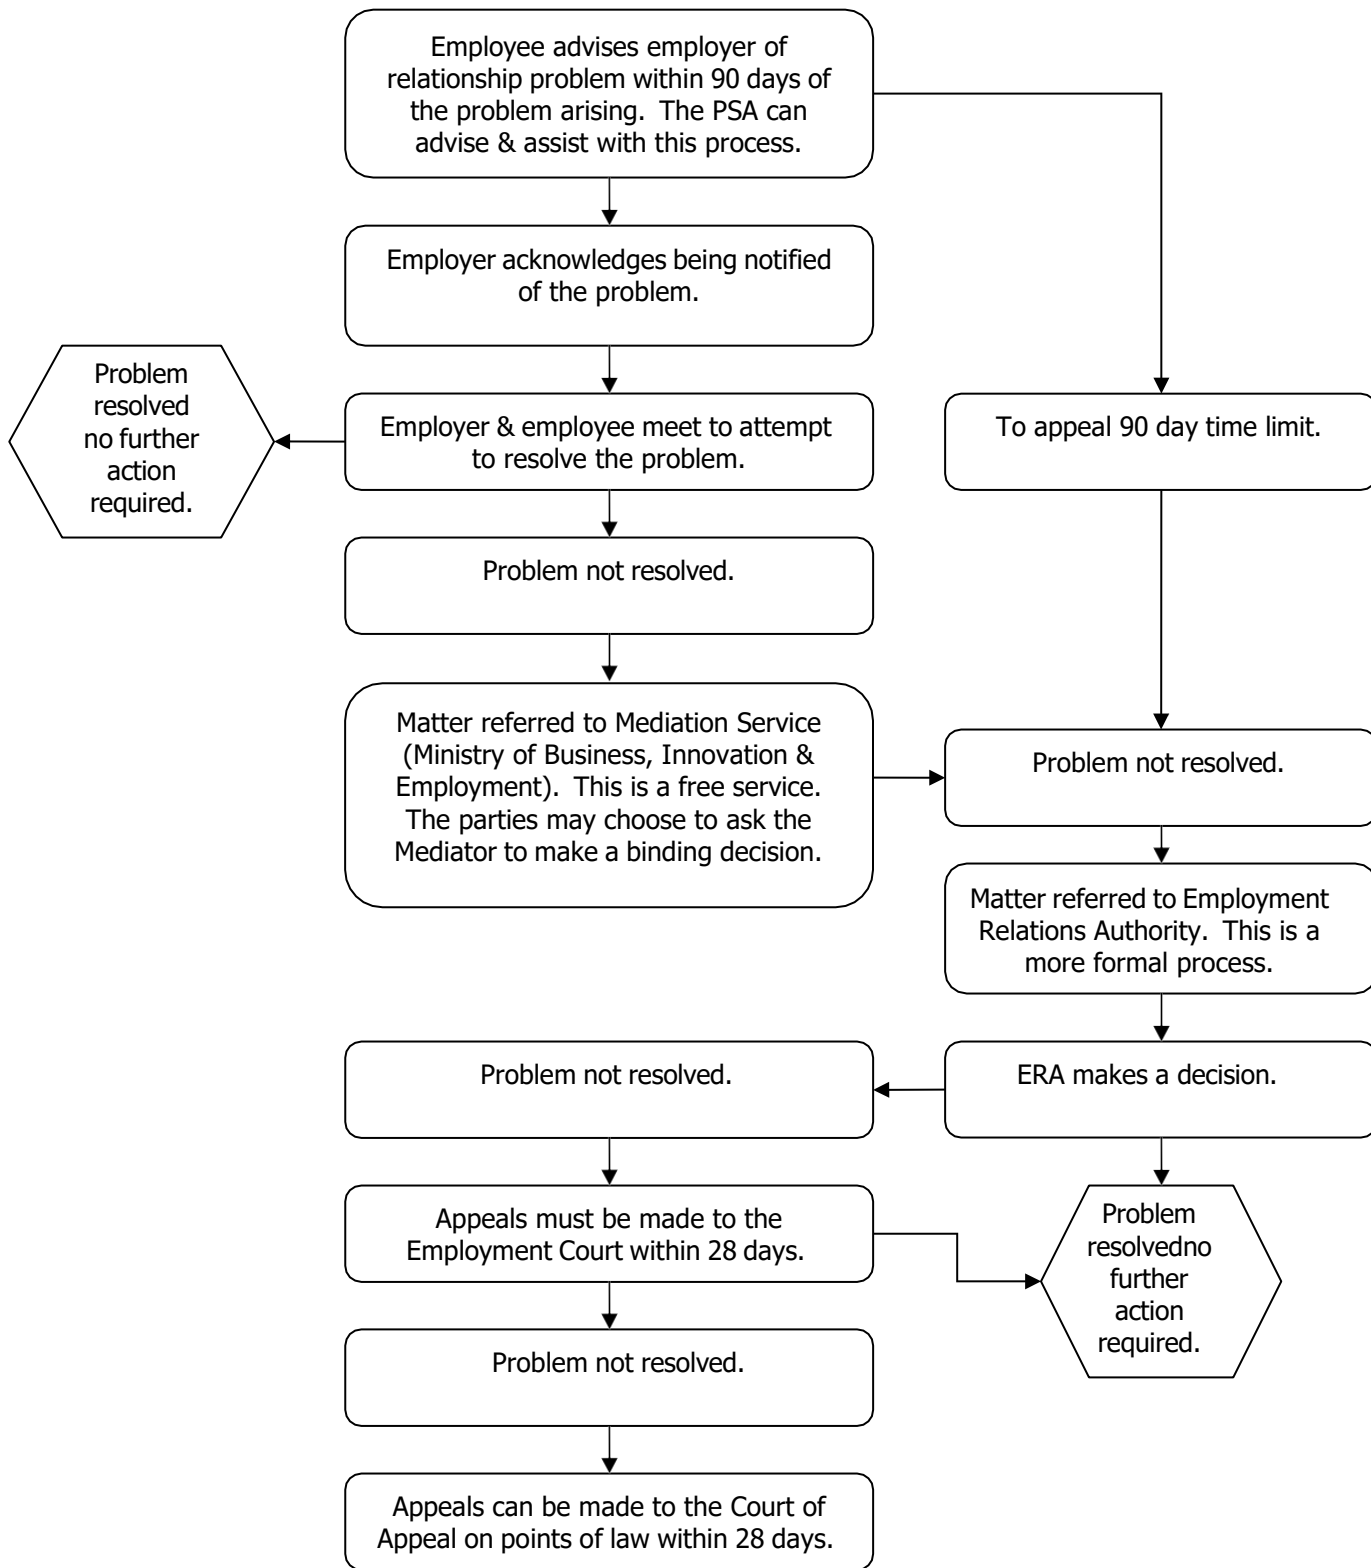 Employee advises employer of
relationship problem within 90 days of
the problem arising.  The PSA can
advise & assist with this process.
Employer acknowledges being notified
of the problem.
Problem
resolved
no further
action
required.
Employer & employee meet to attempt
to resolve the problem.
To appeal 90 day time limit.
Problem not resolved.
Matter referred to Mediation Service
(Ministry of Business, Innovation &
Employment).  This is a free service.
The parties may choose to ask the
Mediator to make a binding decision.
Problem not resolved.
Matter referred to Employment
Relations Authority.  This is a
more formal process.
ERA makes a decision.
Problem not resolved.
Appeals must be made to the
Employment Court within 28 days.
Problem
resolvedno
further
action
required.
Problem not resolved.
Appeals can be made to the Court of
Appeal on points of law within 28 days.